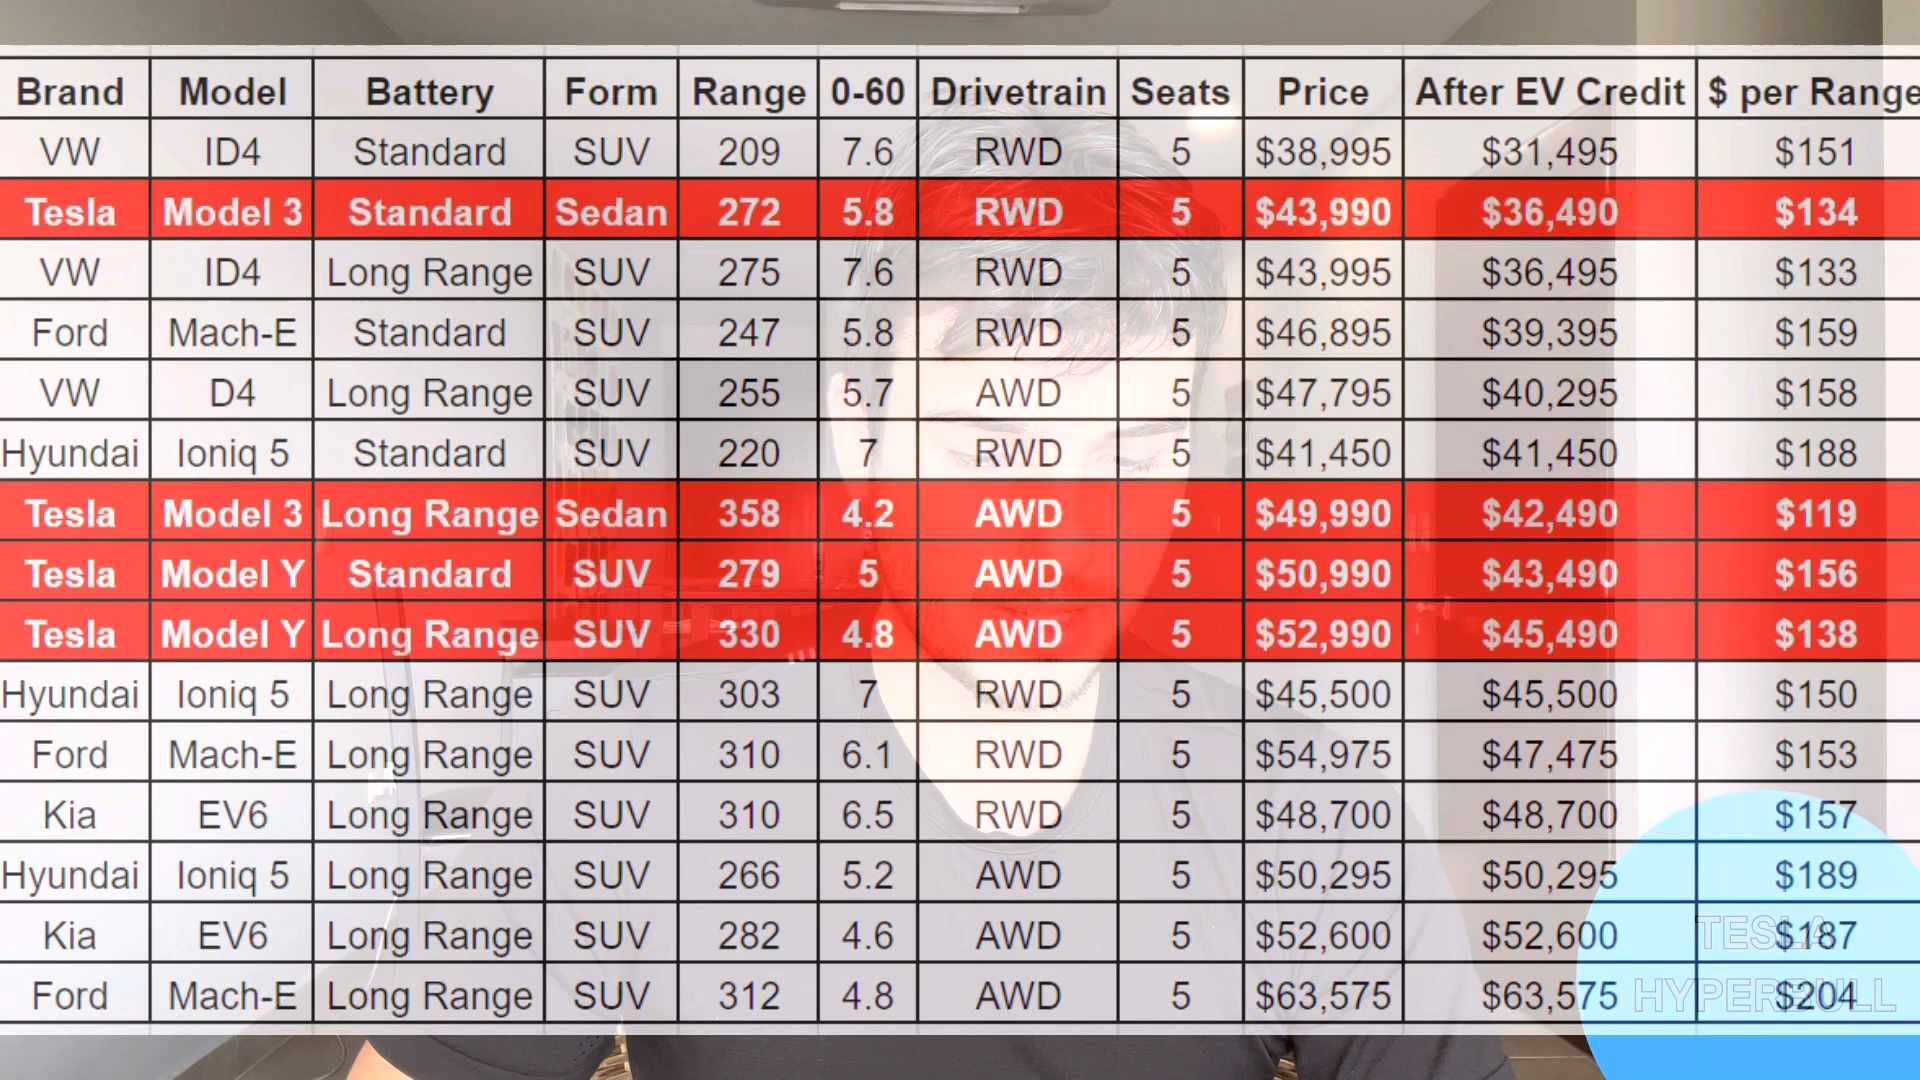 Brand Model Battery Form Range 0-60 Drivetrain Seats Price After EV Credit $ per Range
VW ID4 Standard SUV 209 7.6 RWD 5 $38,995 $31,495 $151
Tesla Model 3 Standard Sedan 272 5.8 RWD 5 $43,990 $36,490 $134
VW ID4 Long Range SUV 275 7.6 RWD 5 $43,995 $36,495 $133
Ford Mach-E Standard SUV 247 5.8 RWD 5 $46,895 $39,395 $159
VW D4 Long Range SUV 255 5.7 AWD 5 $47,795 $40,295 $158
Hyundai Ioniq 5 Standard SUV 220 7 RWD 5 $41,450 $41,450 $188
Tesla Model 3 Long Range Sedan 358 4.2 AWD 5 $49,990 $42,490 $119
Tesla Model Y Standard SUV 279 5 AWD 5 $50,990 $43,490 $156
Tesla Model Y Long Range SUV 330 4.8 AWD 5 $52,990 $45,490 $138
Hyundai Ioniq 5 Long Range SUV 303 7 RWD 5 $45,500 $45,500 $150
Ford Mach-E Long Range SUV 310 6.1 RWD 5 $54,975 $47,475 $153
Kia EV6 Long Range SUV 310 6.5 RWD 5 $48,700 $48,700 $157
Hyundai Ioniq 5 Long Range SUV 266 5.2 AWD 5 $50,295 $50,295 $189
Kia EV6 Long Range SUV 282 4.6 AWD 5 $52,600 $52,600 $187
Ford Mach-E Long Range SUV 312 4.8 AWD 5 $63,575 $63,575 $204
TESLA
HYPERBULL